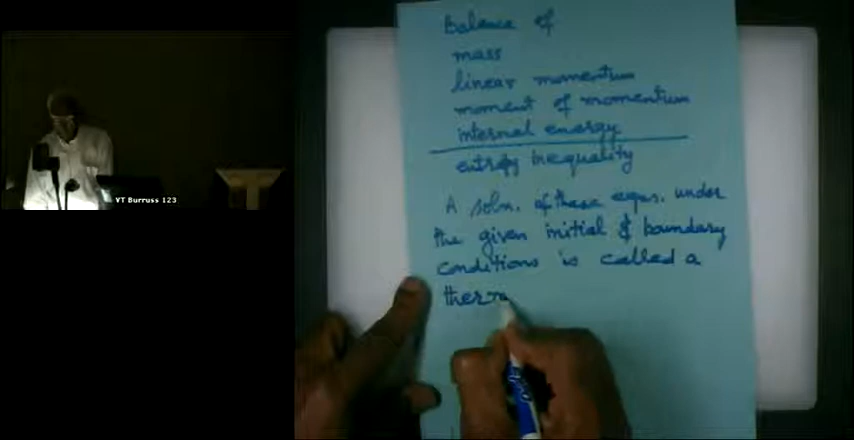 VT Burruss 123
Balance of
mass
linear momentum
moment of momentum
internal energy
entropy inequality
A soln. of these eqns. under
the given initial & boundary
conditions is called a
therm